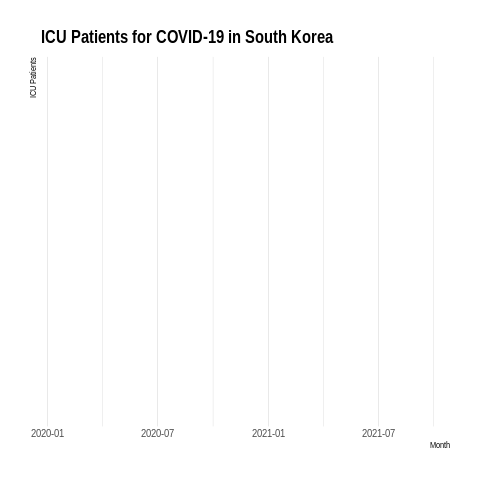 ICU Patients for COVID-19 in South Korea
ICU Patients
2020-01
2020-07
2021-01
2021-07
Month